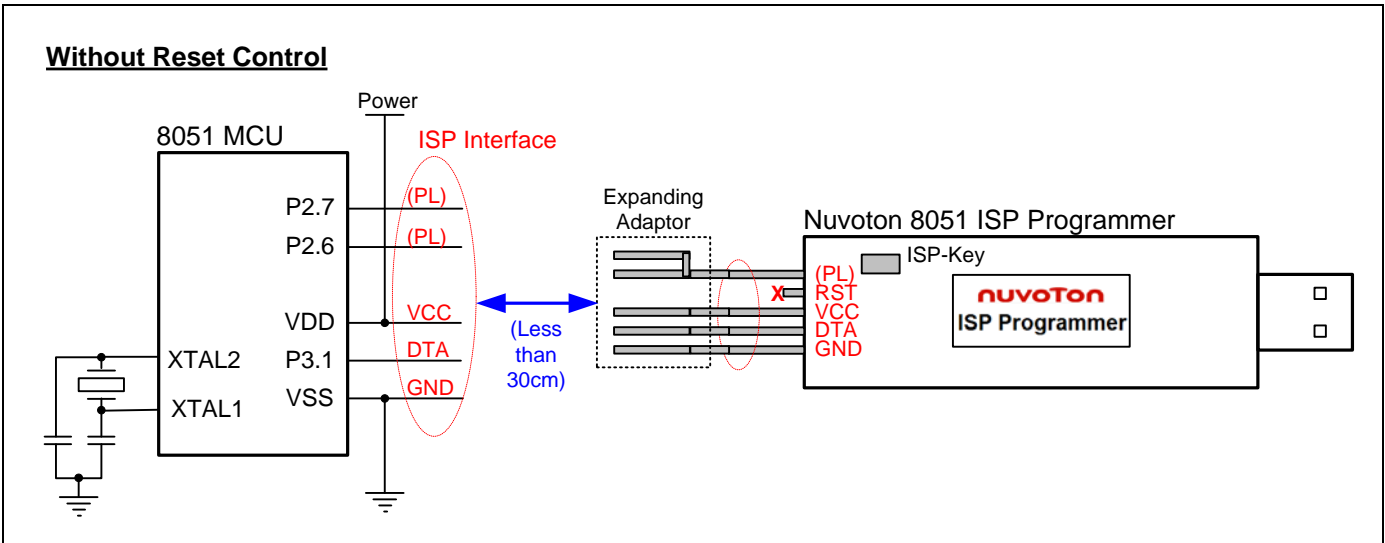 Without Reset Control
Power
8051 MCU
ISP Interface
P2.7
(PL)
P2.6
(PL)
VDD
VCC
XTAL2
P3.1
DTA
XTAL1
VSS
GND
(Less
than
30cm)
Expanding
Adaptor
Nuvoton 8051 ISP Programmer
ISP-Key
(PL)
X RST
VCC
DTA
GND
nuvoTon
ISP Programmer